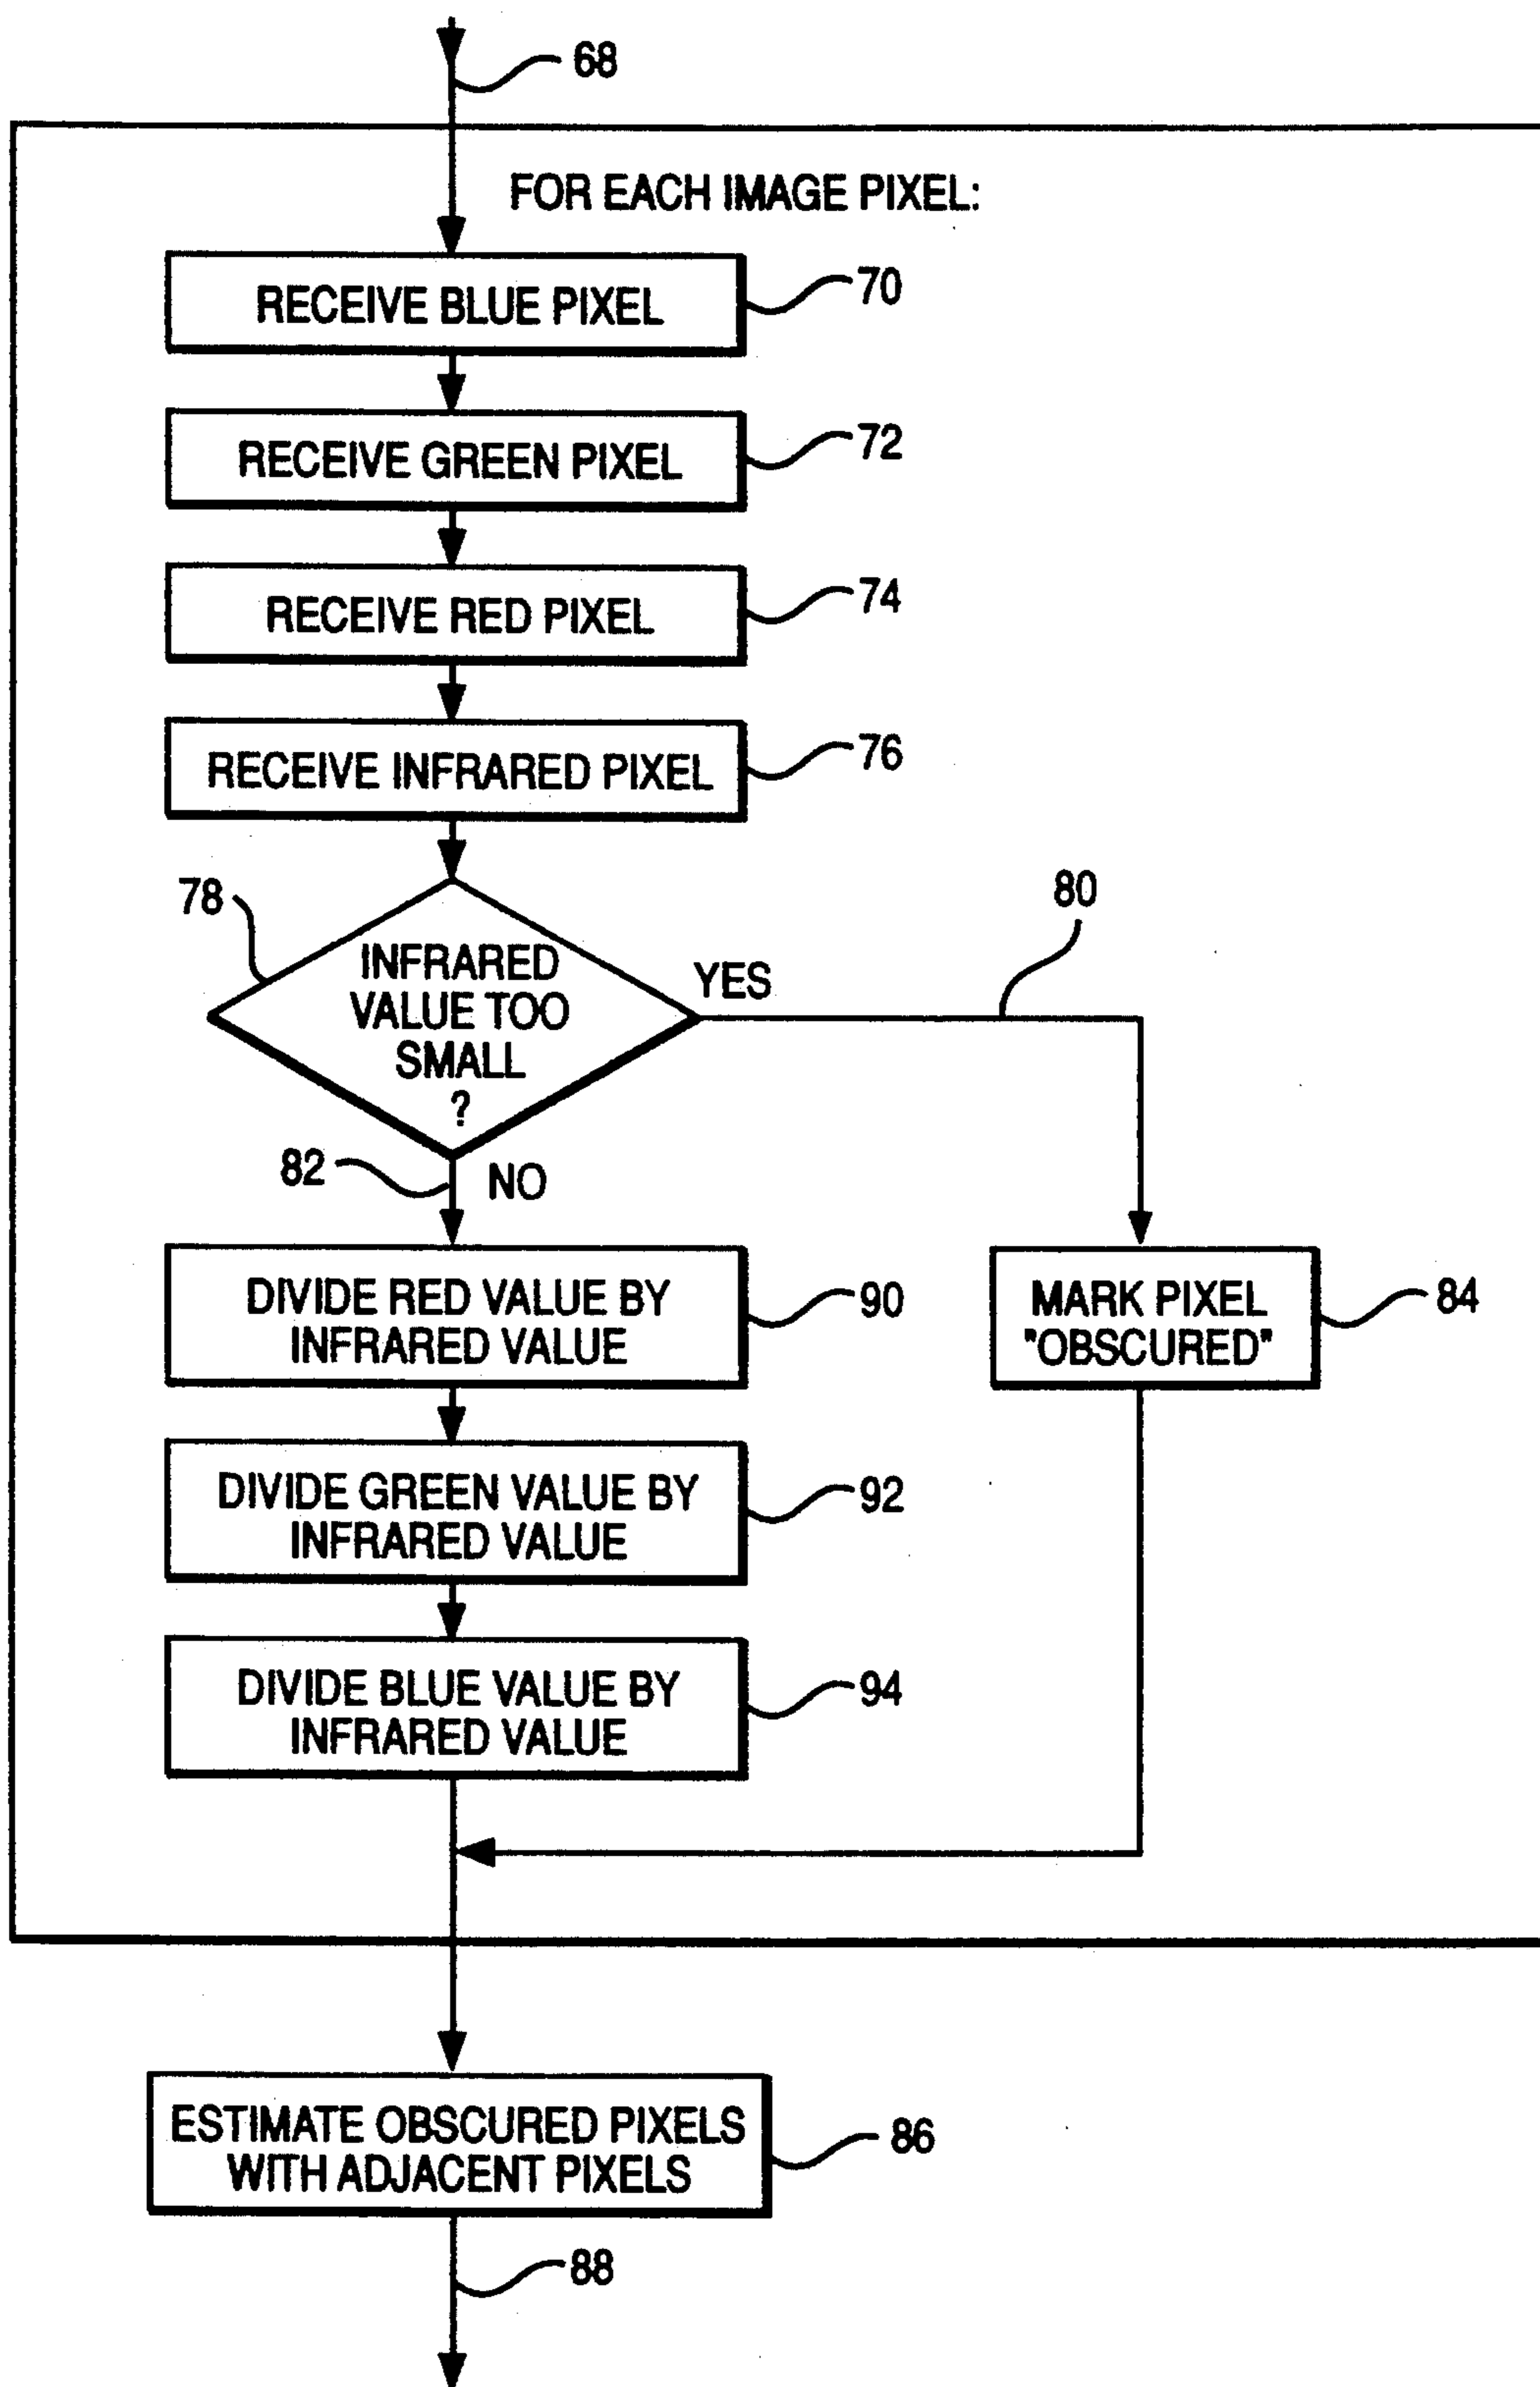 68
FOR EACH IMAGE PIXEL:
RECEIVE BLUE PIXEL
70
RECEIVE GREEN PIXEL
72
RECEIVE RED PIXEL
74
RECEIVE INFRARED PIXEL
76
78
INFRARED
VALUE TOO
SMALL
?
YES
80
82
NO
DIVIDE RED VALUE BY
INFRARED VALUE
90
MARK PIXEL
"OBSCURED"
84
DIVIDE GREEN VALUE BY
INFRARED VALUE
92
DIVIDE BLUE VALUE BY
INFRARED VALUE
94
ESTIMATE OBSCURED PIXELS
WITH ADJACENT PIXELS
86
88